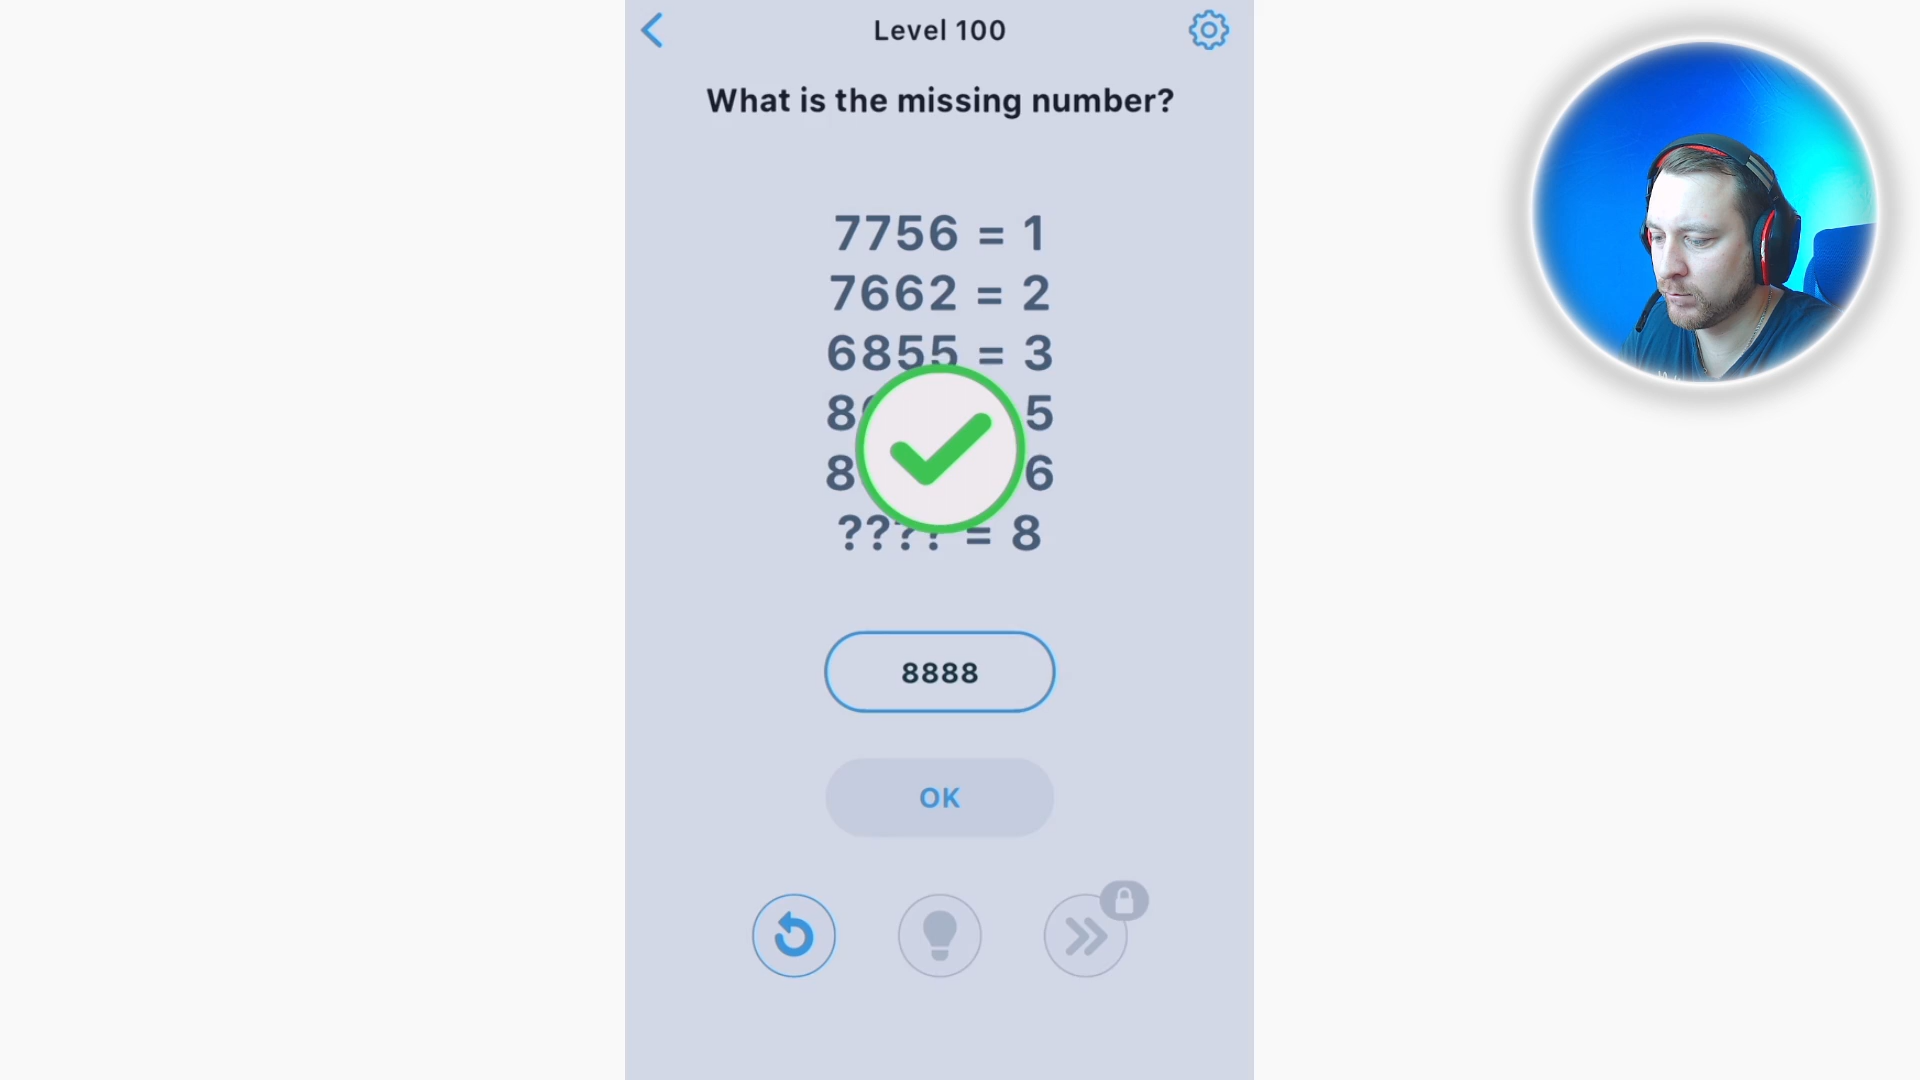 Level 100
What is the missing number?
7756 = 1
7662 = 2
6855 = 3
8 5
8 6
???? = 8
8888
OK